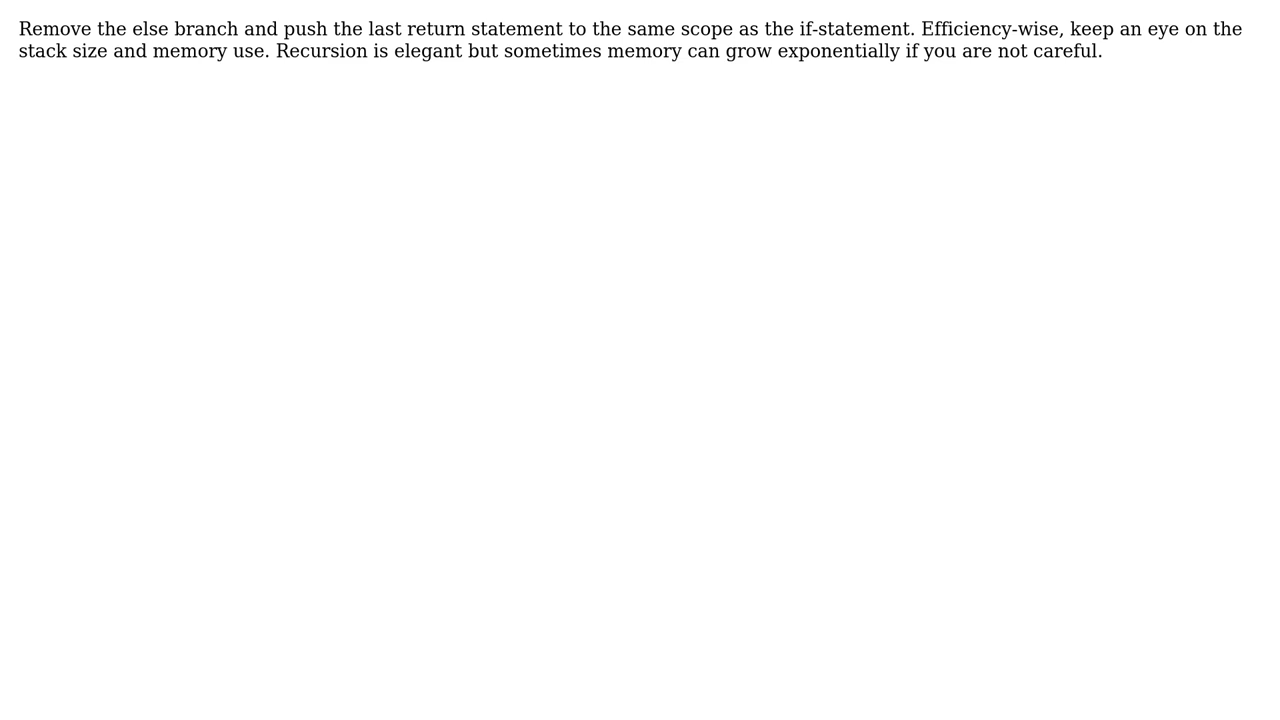 Remove the else branch and push the last return statement to the same scope as the if-statement. Efficiency-wise, keep an eye on the
stack size and memory use. Recursion is elegant but sometimes memory can grow exponentially if you are not careful.